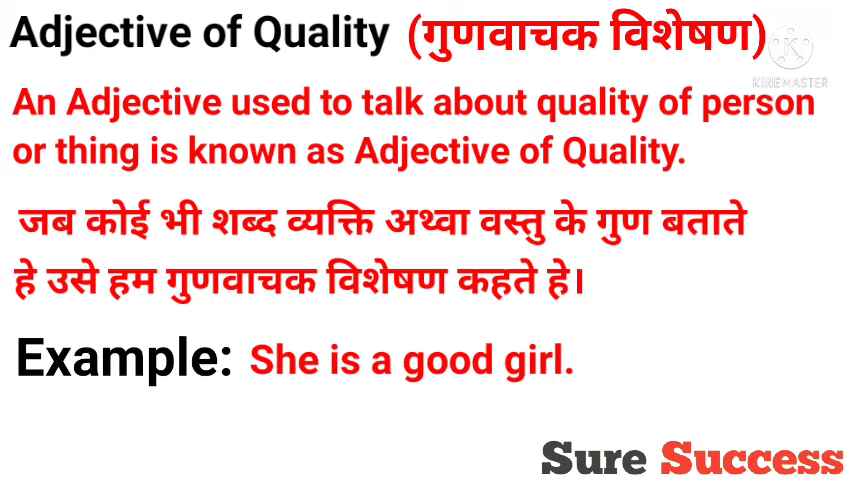 Adjective of Quality (गुणवाचक विशेषण)
KINEMASTER
An Adjective used to talk about quality of person
or thing is known as Adjective of Quality.
जब कोई भी शब्द व्यक्ति अथवा वस्तु के गुण बताते
हे उसे हम गुणवाचक विशेषण कहते हे।
Example: She is a good girl.
Sure Success